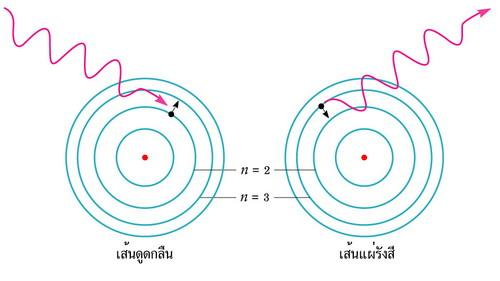 n = 2
n = 3
เส้นดูดกลืน
เส้นแผ่รังสี